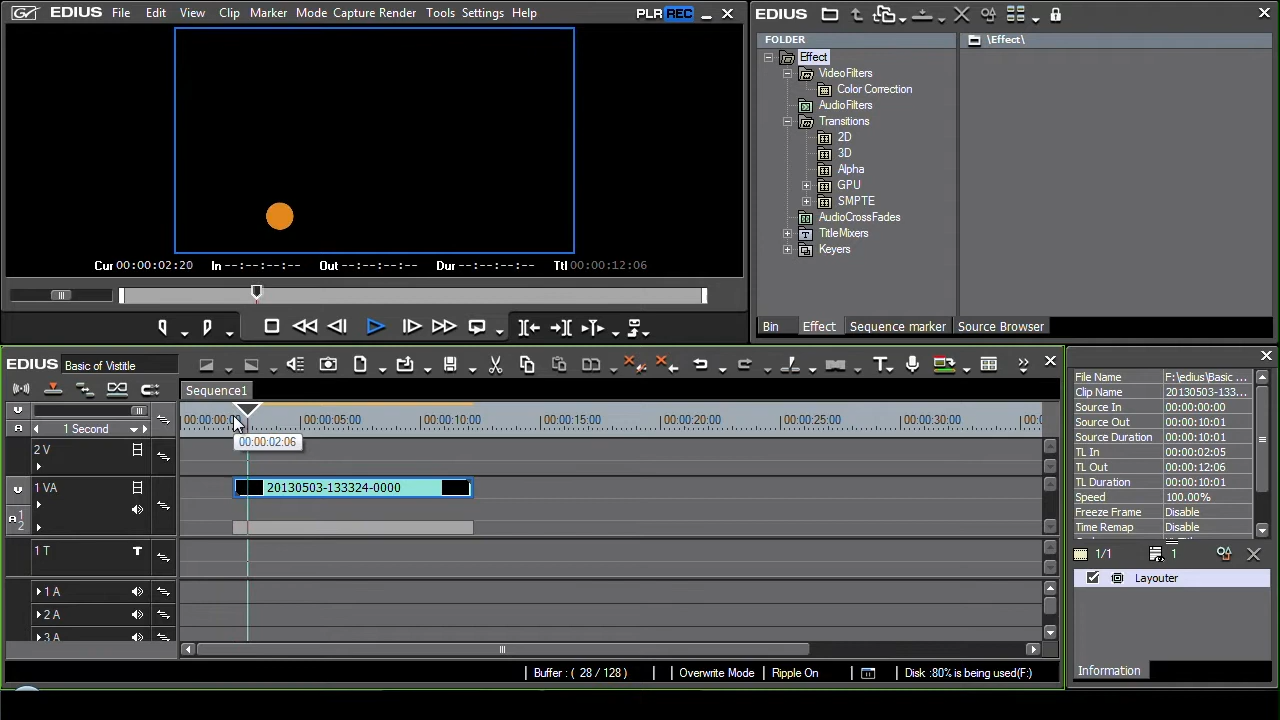 EDIUS File Edit View Clip Marker Mode Capture Render Tools Settings Help PLR REC
Cur 00:00:02:20 In --:--:--:-- Out --:--:--:-- Dur --:--:--:-- Ttl 00:00:12:06
EDIUS
FOLDER
\Effect\
Effect
VideoFilters
Color Correction
AudioFilters
Transitions
2D
3D
Alpha
GPU
SMPTE
AudioCrossFades
TitleMixers
Keyers
Bin Effect Sequence marker Source Browser
EDIUS Basic of Vistitle
Sequence1
1 Second
00:00:00:00 00:00:05:00 00:00:10:00 00:00:15:00 00:00:20:00 00:00:25:00 00:00:30:00
00:00:02:06
2 V
1 VA 20130503-133324-0000
A 1
2
1 T T
1 A
2 A
3 A
Buffer : ( 28 / 128 ) Overwrite Mode Ripple On Disk :80% is being used(F:)
File Name F:\edius\Basic ...
Clip Name 20130503-133...
Source In 00:00:00:00
Source Out 00:00:10:01
Source Duration 00:00:10:01
TL In 00:00:02:05
TL Out 00:00:12:06
TL Duration 00:00:10:01
Speed 100.00%
Freeze Frame Disable
Time Remap Disable
1/1 1
Layouter
Information